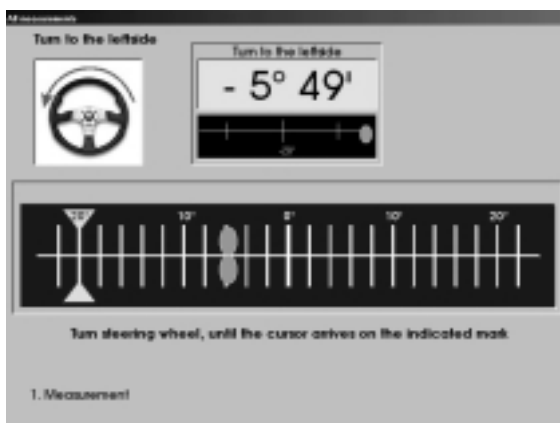 All measurements
Turn to the leftside
Turn to the leftside
- 5° 49'
20° 10° 0° 10° 20°
Turn steering wheel, until the cursor arrives on the indicated mark
1. Measurement